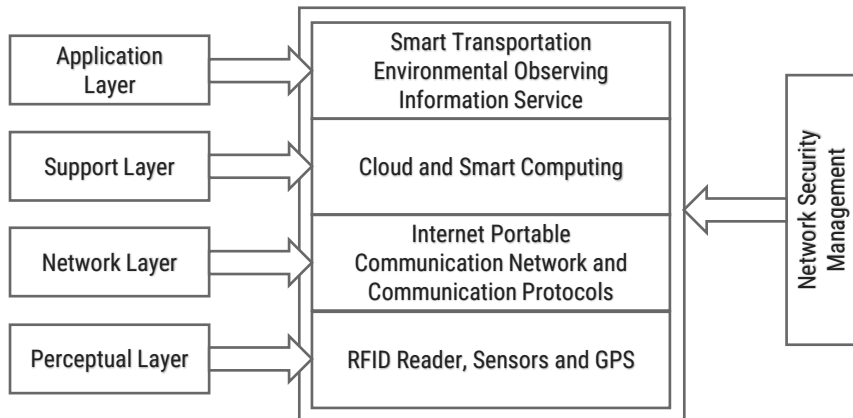 Application
Layer
Smart Transportation
Environmental Observing
Information Service
Support Layer
Cloud and Smart Computing
Network Layer
Internet Portable
Communication Network and
Communication Protocols
Perceptual Layer
RFID Reader, Sensors and GPS
Network Security
Management